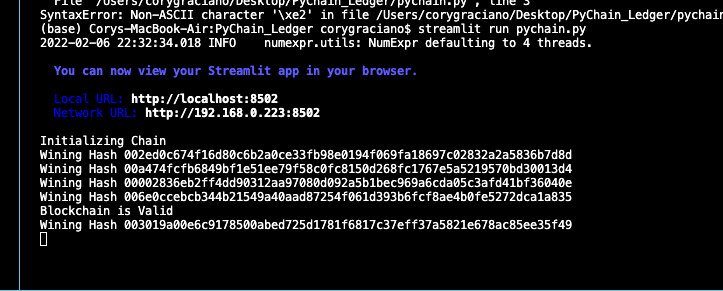 File "/Users/corygraciano/Desktop/PyChain_Ledger/pychain.py", line 3
SyntaxError: Non-ASCII character '\xe2' in file /Users/corygraciano/Desktop/PyChain_Ledger/pychain
(base) Corys-MacBook-Air:PyChain_Ledger corygraciano$ streamlit run pychain.py
2022-02-06 22:32:34.018 INFO    numexpr.utils: NumExpr defaulting to 4 threads.
You can now view your Streamlit app in your browser.
Local URL: http://localhost:8502
Network URL: http://192.168.0.223:8502
Initializing Chain
Wining Hash 002ed0c674f16d80c6b2a0ce33fb98e0194f069fa18697c02832a2a5836b7d8d
Wining Hash 00a474fcfb6849bf1e51ee79f58c0fc8150d268fc1767e5a5219570bd30013d4
Wining Hash 00002836eb2ff4dd90312aa97080d092a5b1bec969a6cda05c3afd41bf36040e
Wining Hash 006e0ccebcb344b21549a40aad87254f061d393b6fcf8ae4b0fe5272dca1a835
Blockchain is Valid
Wining Hash 003019a00e6c9178500abed725d1781f6817c37eff37a5821e678ac85ee35f49